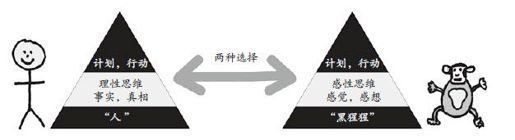 计划，行动
理性思维
事实，真相
“人”
两种选择
计划，行动
感性思维
感觉，感想
“黑猩猩”